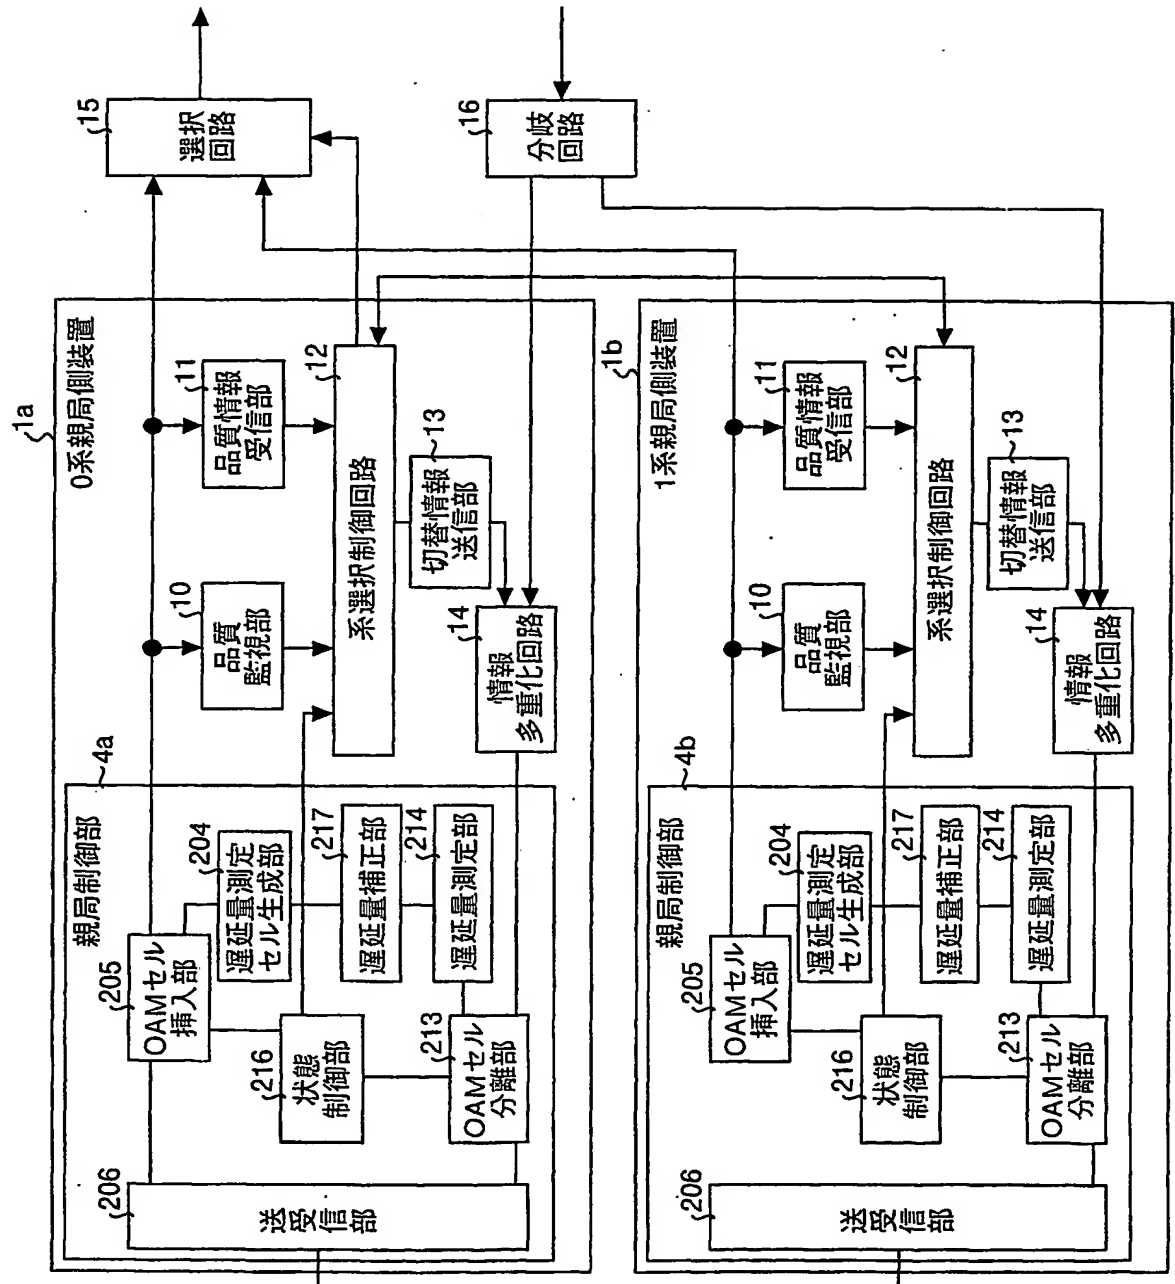 1a
0系親局側装置
親局制御部
4a
206
送受信部
205
OAMセル
挿入部
204
遅延量測定
セル生成部
216
状態
制御部
217
遅延量補正部
214
遅延量測定部
213
OAMセル
分離部
10
品質
監視部
11
品質情報
受信部
12
系選択制御回路
13
切替情報
送信部
14
情報
多重化回路
15
選択
回路
16
分岐
回路
1b
1系親局側装置
親局制御部
4b
206
送受信部
205
OAMセル
挿入部
204
遅延量測定
セル生成部
216
状態
制御部
217
遅延量補正部
214
遅延量測定部
213
OAMセル
分離部
10
品質
監視部
11
品質情報
受信部
12
系選択制御回路
13
切替情報
送信部
14
情報
多重化回路